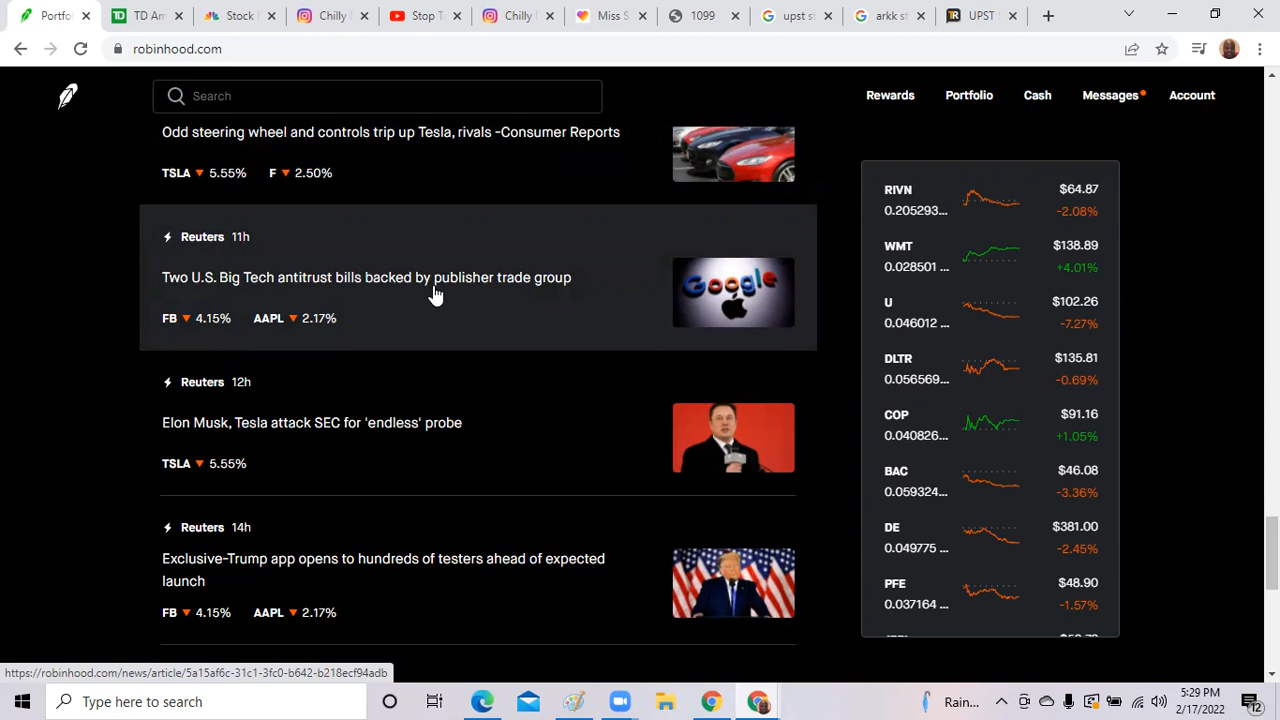 Portfo
TD A
Stock
Chilly
Stop T
Chilly
Miss S
1099
upst s
arkk st
UPST S
robinhood.com
Search
Rewards
Portfolio
Cash
Messages
Account
Odd steering wheel and controls trip up Tesla, rivals -Consumer Reports
TSLA 5.55% F 2.50%
Reuters 11h
Two U.S. Big Tech antitrust bills backed by publisher trade group
FB 4.15% AAPL 2.17%
Google
Reuters 12h
Elon Musk, Tesla attack SEC for 'endless' probe
TSLA 5.55%
Reuters 14h
Exclusive-Trump app opens to hundreds of testers ahead of expected
launch
FB 4.15% AAPL 2.17%
RIVN $64.87
0.205293... -2.08%
WMT $138.89
0.028501 ... +4.01%
U $102.26
0.046012 ... -7.27%
DLTR $135.81
0.056569... -0.69%
COP $91.16
0.040826... +1.05%
BAC $46.08
0.059324... -3.36%
DE $381.00
0.049775 ... -2.45%
PFE $48.90
0.037164 ... -1.57%
https://robinhood.com/news/article/5a15af6c-31c1-3fc0-b642-b218ecf94adb
Type here to search
Rain...
5:29 PM
2/17/2022
12